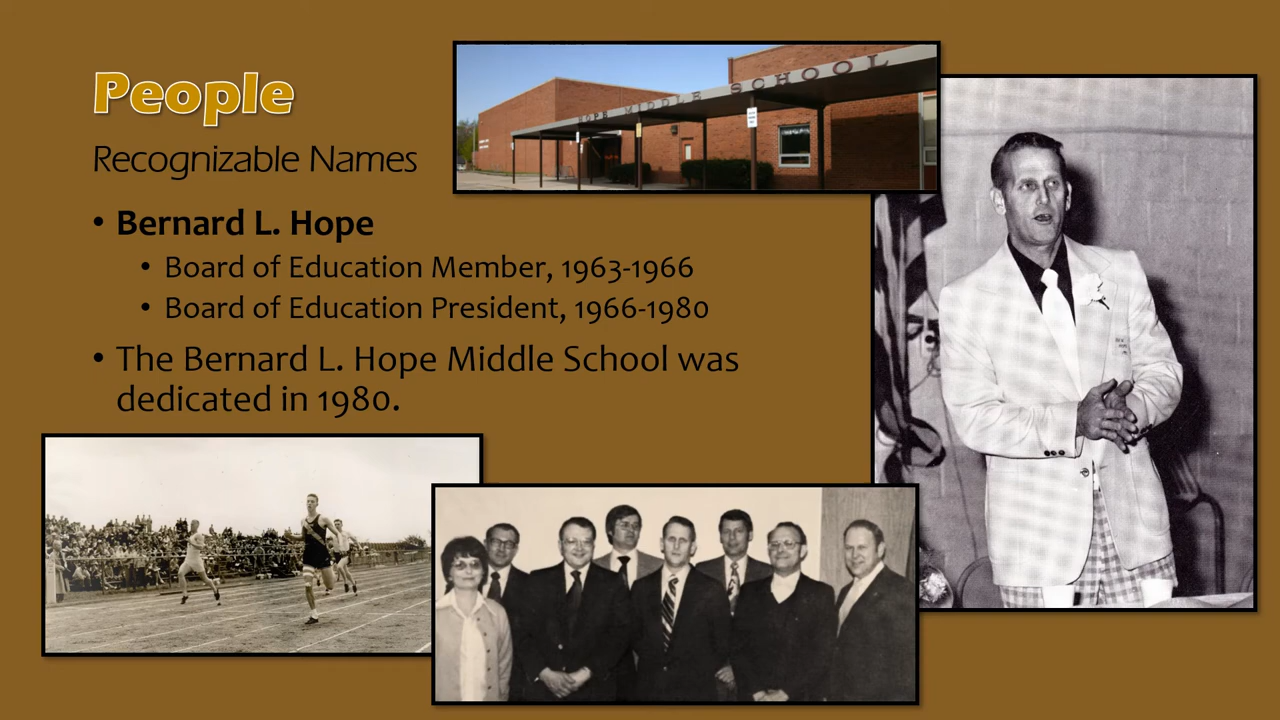 People
Recognizable Names
HOPE MIDDLE SCHOOL
• Bernard L. Hope
• Board of Education Member, 1963-1966
• Board of Education President, 1966-1980
• The Bernard L. Hope Middle School was
dedicated in 1980.